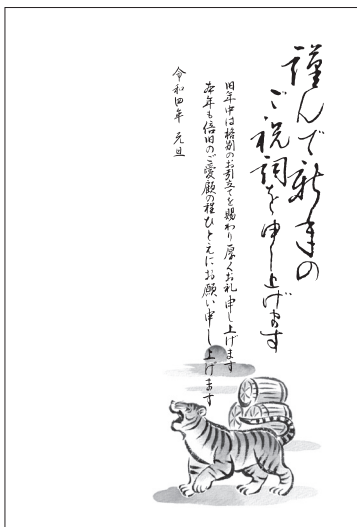 謹んで新年の
ご祝詞を申し上げます
旧年中は格別のお引立てを賜わり厚くお礼申し上げます
本年も倍旧のご愛顧の程ひとえにお願い申し上げます
令和四年 元旦